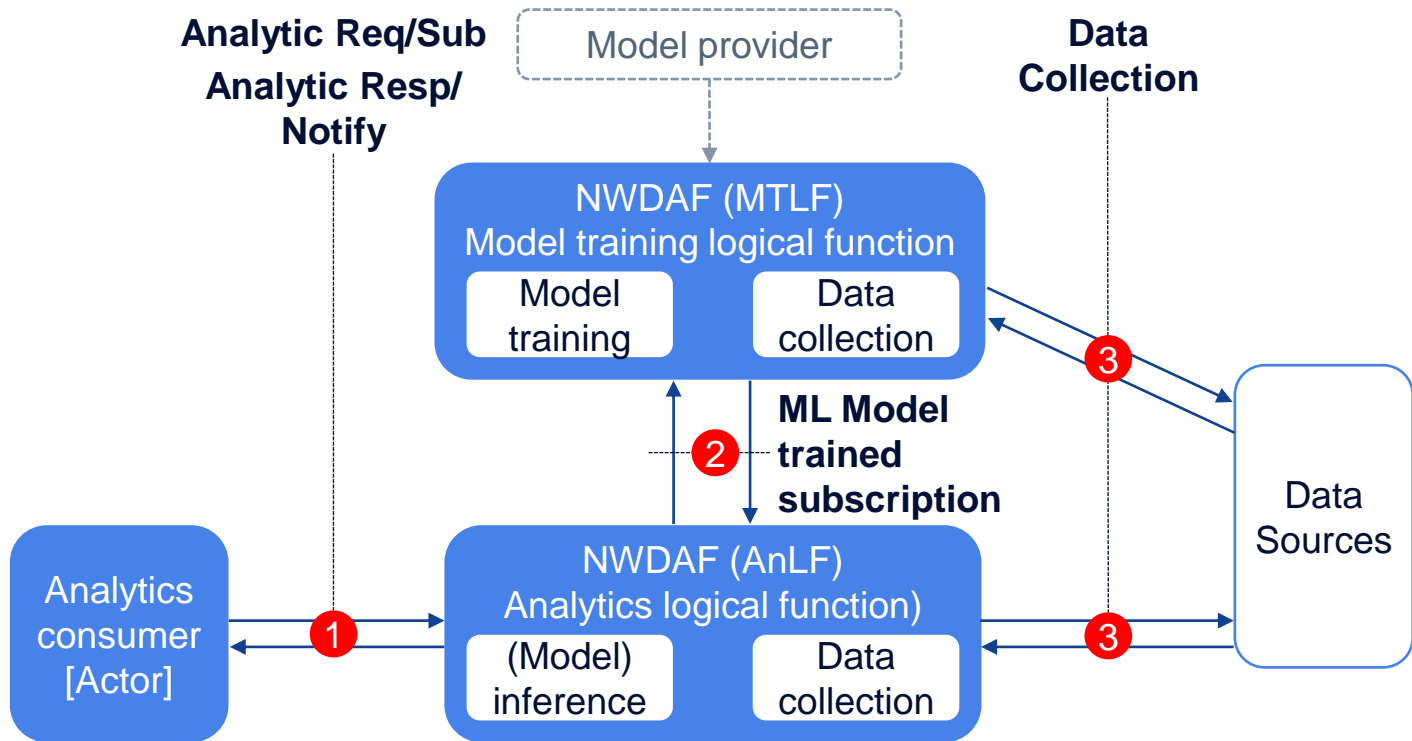 Analytic Req/Sub
Analytic Resp/
Notify
Model provider
Data
Collection
NWDAF (MTLF)
Model training logical function
Model
training
Data
collection
3
2
ML Model
trained
subscription
Data
Sources
Analytics
consumer
[Actor]
1
NWDAF (AnLF)
Analytics logical function)
(Model)
inference
Data
collection
3